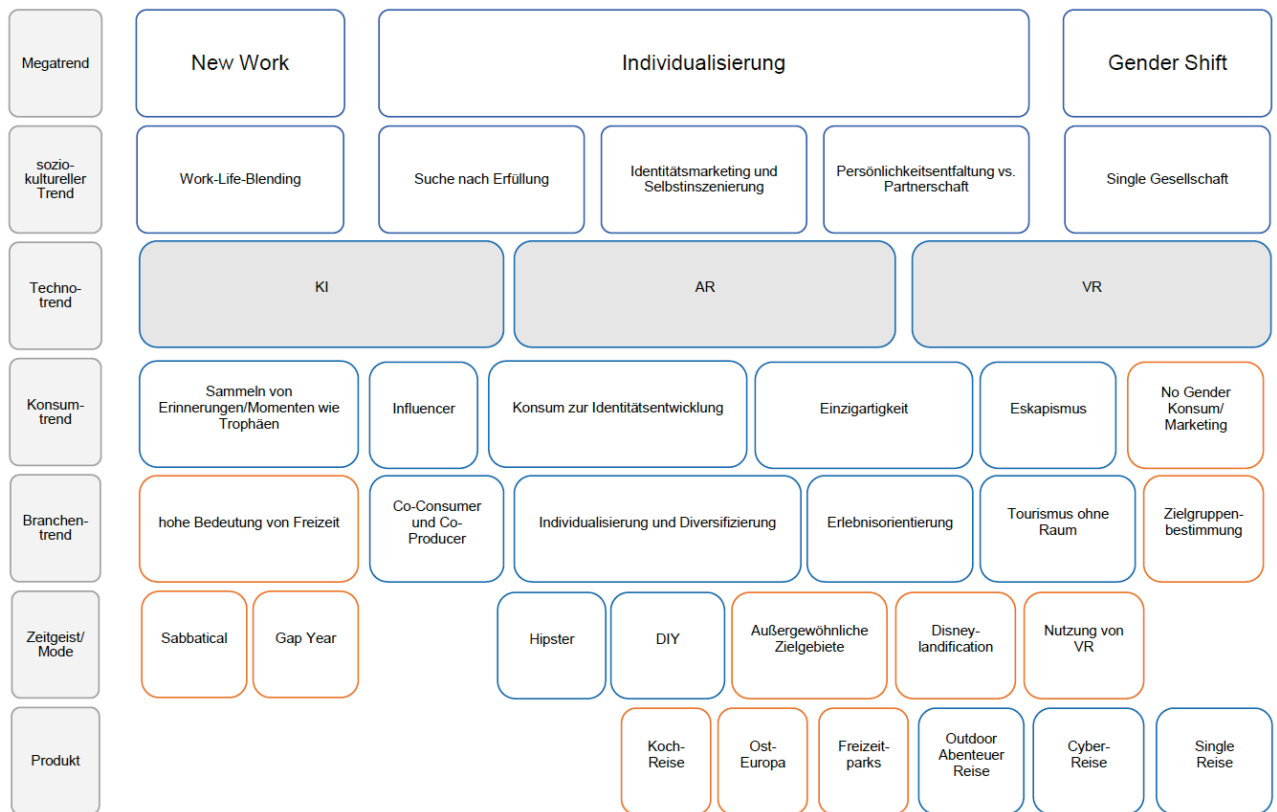 Megatrend
New Work
Individualisierung
Gender Shift
sozio-
kultureller
Trend
Work-Life-Blending
Suche nach Erfüllung
Identitätsmarketing und
Selbstinszenierung
Persönlichkeitsentfaltung vs.
Partnerschaft
Single Gesellschaft
Techno-
trend
KI
AR
VR
Konsum-
trend
Sammeln von
Erinnerungen/Momenten wie
Trophäen
Influencer
Konsum zur Identitätsentwicklung
Einzigartigkeit
Eskapismus
No Gender
Konsum/
Marketing
Branchen-
trend
hohe Bedeutung von Freizeit
Co-Consumer
und Co-
Producer
Individualisierung und Diversifizierung
Erlebnisorientierung
Tourismus ohne
Raum
Zielgruppen-
bestimmung
Zeitgeist/
Mode
Sabbatical
Gap Year
Hipster
DIY
Außergewöhnliche
Zielgebiete
Disney-
landification
Nutzung von
VR
Produkt
Koch-
Reise
Ost-
Europa
Freizeit-
parks
Outdoor
Abenteuer
Reise
Cyber-
Reise
Single
Reise